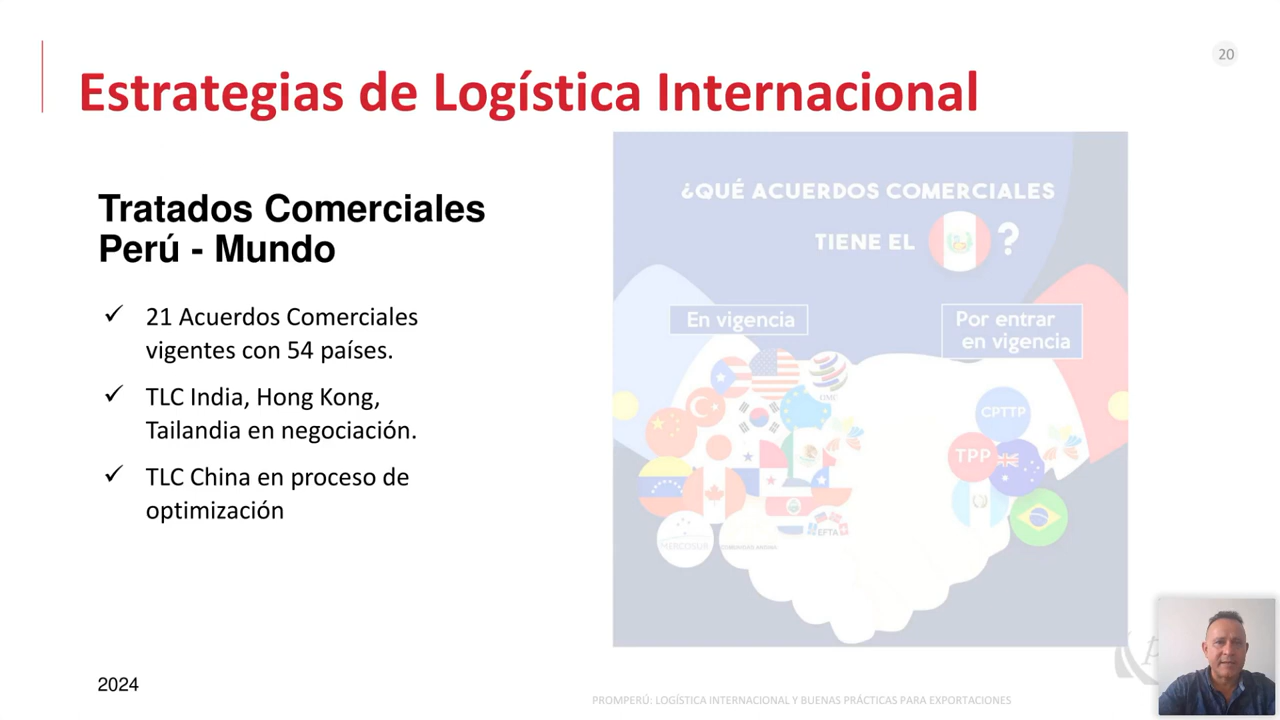 20
Estrategias de Logística Internacional
Tratados Comerciales
Perú - Mundo
21 Acuerdos Comerciales
vigentes con 54 países.
TLC India, Hong Kong,
Tailandia en negociación.
TLC China en proceso de
optimización
¿QUÉ ACUERDOS COMERCIALES
TIENE EL ?
En vigencia
Por entrar
en vigencia
OMC
CPTTP
TPP
EFTA
MERCOSUR
2024
PROMPERÚ: LOGÍSTICA INTERNACIONAL Y BUENAS PRÁCTICAS PARA EXPORTACIONES